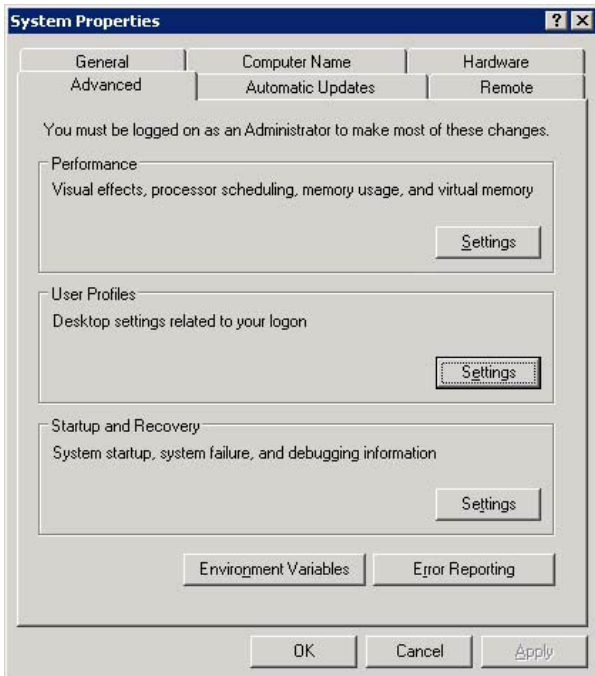 System Properties
General Computer Name Hardware
Advanced Automatic Updates Remote
You must be logged on as an Administrator to make most of these changes.
Performance
Visual effects, processor scheduling, memory usage, and virtual memory
Settings
User Profiles
Desktop settings related to your logon
Settings
Startup and Recovery
System startup, system failure, and debugging information
Settings
Environment Variables Error Reporting
OK Cancel Apply